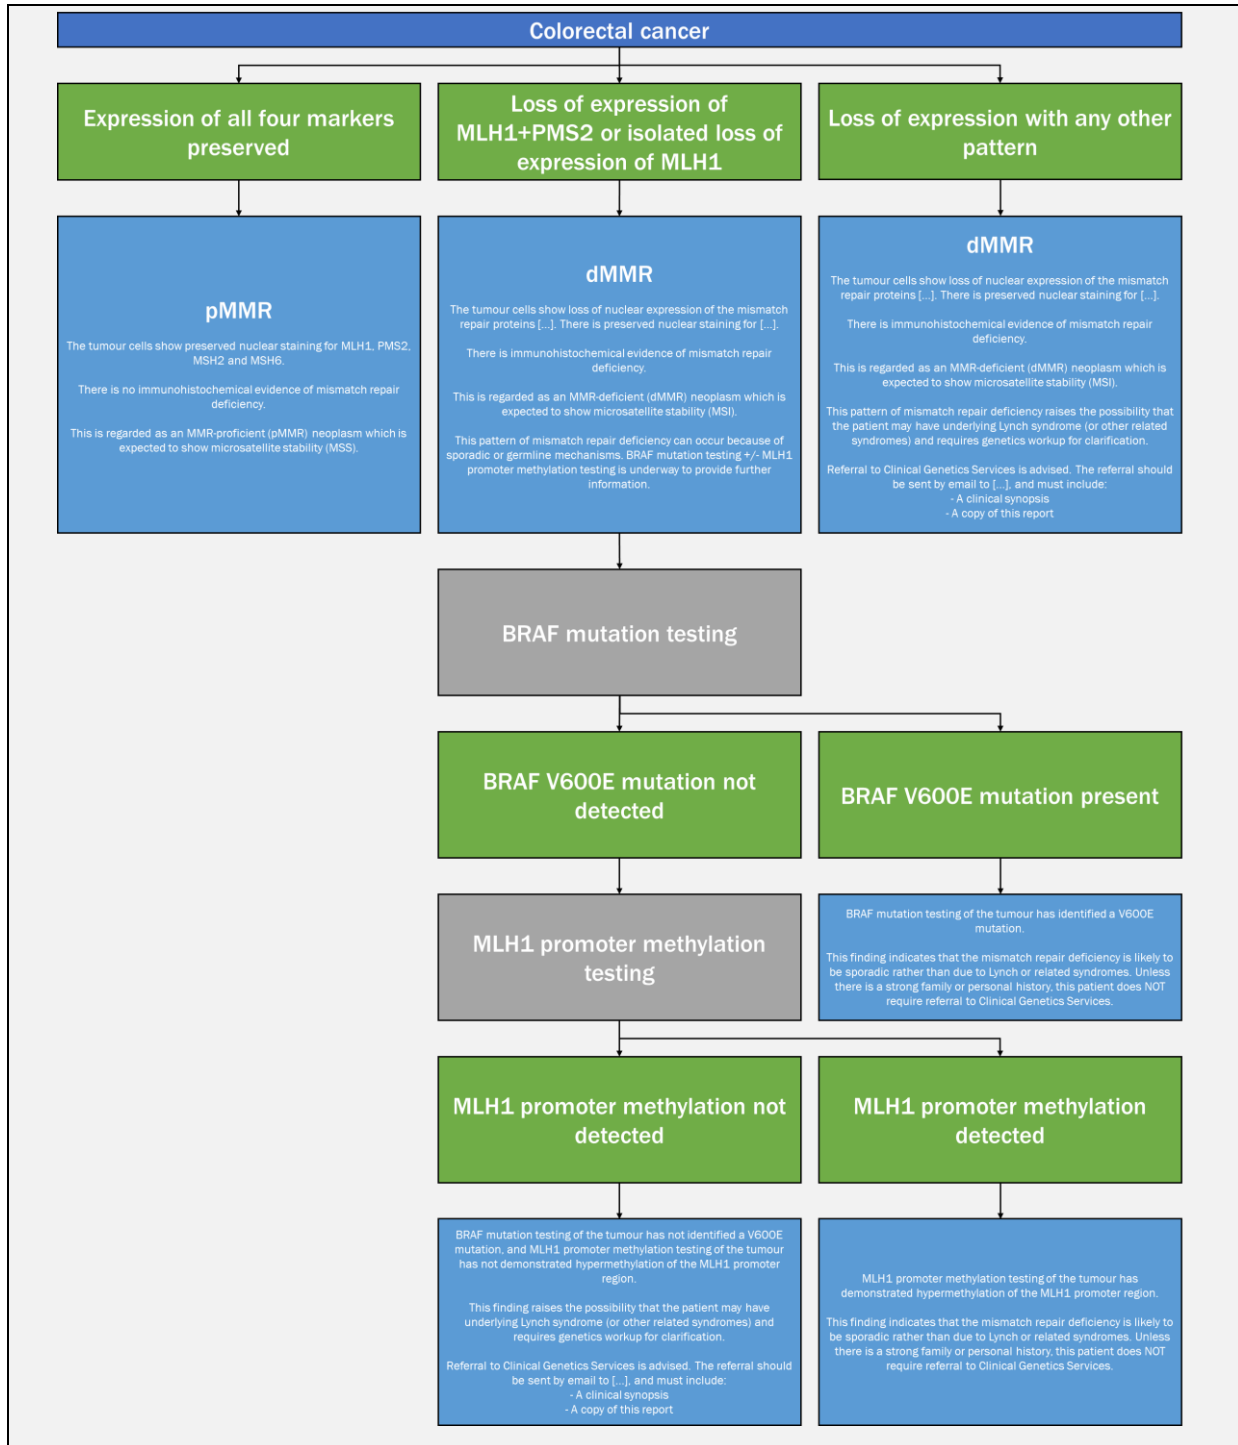 Colorectal cancer
Expression of all four markers
preserved
Loss of expression of
MLH1+PMS2 or isolated loss of
expression of MLH1
Loss of expression with any other
pattern
pMMR
The tumour cells show preserved nuclear staining for MLH1, PMS2,
MSH2 and MSH6.
There is no immunohistochemical evidence of mismatch repair
deficiency.
This is regarded as an MMR-proficient (pMMR) neoplasm which is
expected to show microsatellite stability (MSS).
dMMR
The tumour cells show loss of nuclear expression of the mismatch
repair proteins [...]. There is preserved nuclear staining for [...].
There is immunohistochemical evidence of mismatch repair
deficiency.
This is regarded as an MMR-deficient (dMMR) neoplasm which is
expected to show microsatellite stability (MSI).
This pattern of mismatch repair deficiency can occur because of
sporadic or germline mechanisms. BRAF mutation testing +/- MLH1
promoter methylation testing is underway to provide further
information.
dMMR
The tumour cells show loss of nuclear expression of the mismatch
repair proteins [...]. There is preserved nuclear staining for [...].
There is immunohistochemical evidence of mismatch repair
deficiency.
This is regarded as an MMR-deficient (dMMR) neoplasm which is
expected to show microsatellite stability (MSI).
This pattern of mismatch repair deficiency raises the possibility that
the patient may have underlying Lynch syndrome (or other related
syndromes) and requires genetics workup for clarification.
Referral to Clinical Genetics Services is advised. The referral should
be sent by email to [...], and must include:
- A clinical synopsis
- A copy of this report
BRAF mutation testing
BRAF V600E mutation not
detected
BRAF V600E mutation present
MLH1 promoter methylation
testing
BRAF mutation testing of the tumour has identified a V600E
mutation.
This finding indicates that the mismatch repair deficiency is likely to
be sporadic rather than due to Lynch or related syndromes. Unless
there is a strong family or personal history, this patient does NOT
require referral to Clinical Genetics Services.
MLH1 promoter methylation not
detected
MLH1 promoter methylation
detected
BRAF mutation testing of the tumour has not identified a V600E
mutation, and MLH1 promoter methylation testing of the tumour
has not demonstrated hypermethylation of the MLH1 promoter
region.
This finding raises the possibility that the patient may have
underlying Lynch syndrome (or other related syndromes) and
requires genetics workup for clarification.
Referral to Clinical Genetics Services is advised. The referral should
be sent by email to [...], and must include:
- A clinical synopsis
- A copy of this report
MLH1 promoter methylation testing of the tumour has
demonstrated hypermethylation of the MLH1 promoter region.
This finding indicates that the mismatch repair deficiency is likely to
be sporadic rather than due to Lynch or related syndromes. Unless
there is a strong family or personal history, this patient does NOT
require referral to Clinical Genetics Services.